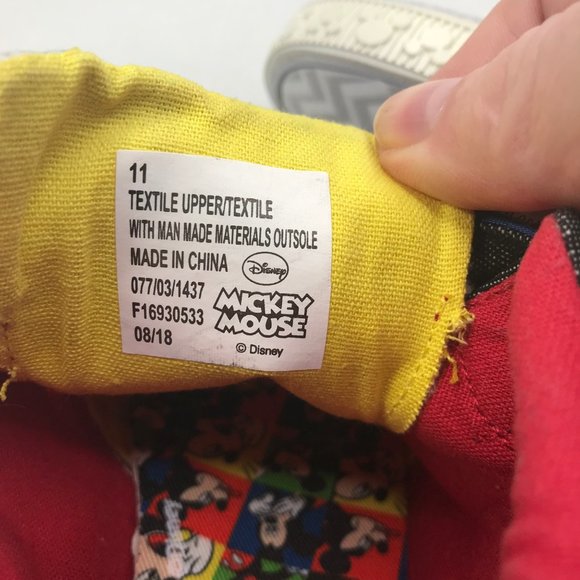 11
TEXTILE UPPER/TEXTILE
WITH MAN MADE MATERIALS OUTSOLE
MADE IN CHINA
Disney
077/03/1437
F16930533
08/18
MICKEY
MOUSE
© Disney